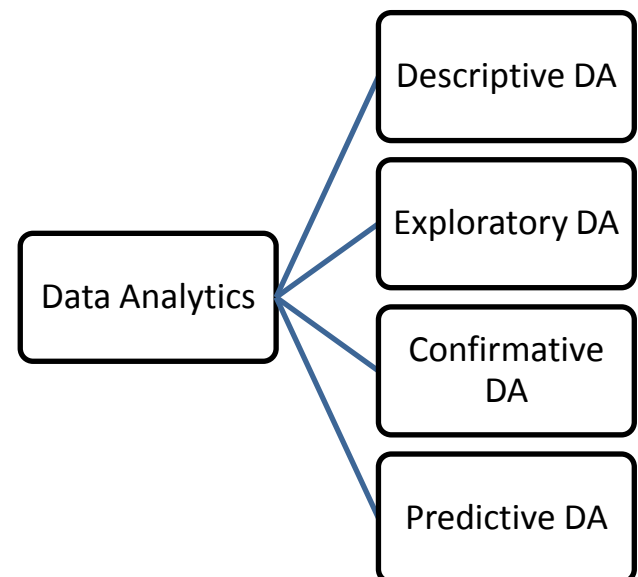 Descriptive DA
Exploratory DA
Data Analytics
Confirmative
DA
Predictive DA